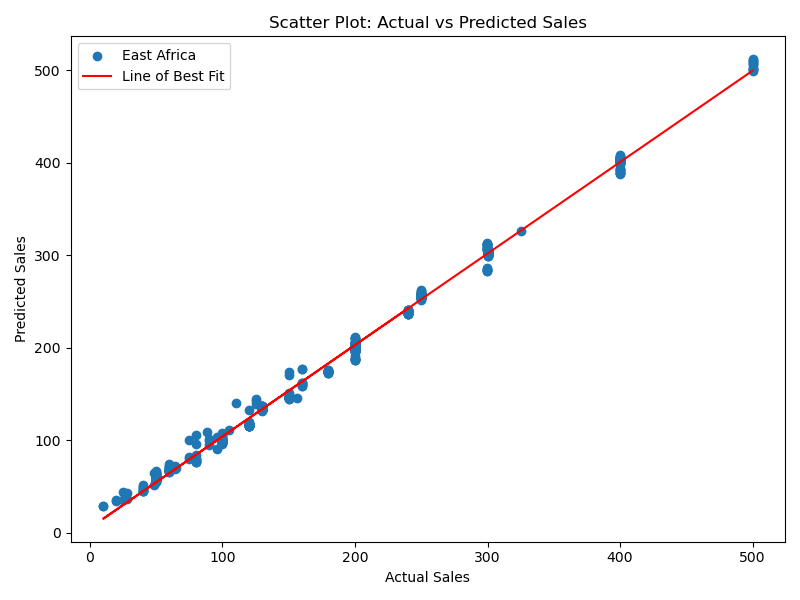 Scatter Plot: Actual vs Predicted Sales
East Africa
Line of Best Fit
Predicted Sales
500
400
300
200
100
0
0 100 200 300 400 500
Actual Sales